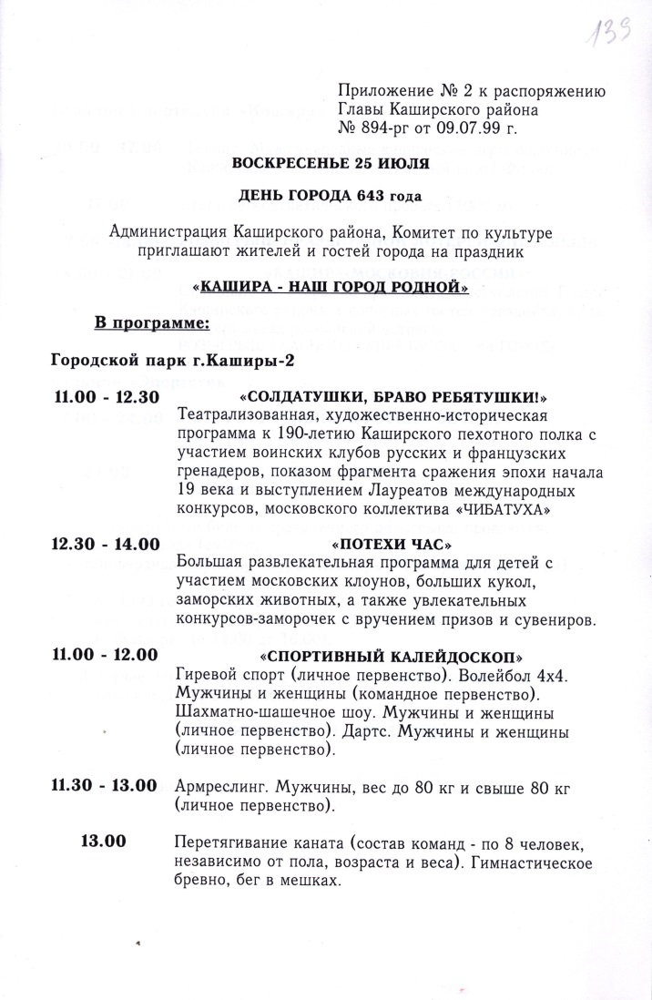 139
Приложение № 2 к распоряжению
Главы Каширского района
№ 894-рг от 09.07.99 г.
ВОСКРЕСЕНЬЕ 25 ИЮЛЯ
ДЕНЬ ГОРОДА 643 года
Администрация Каширского района, Комитет по культуре
приглашают жителей и гостей города на праздник
«КАШИРА - НАШ ГОРОД РОДНОЙ»
В программе:
Городской парк г.Каширы-2
11.00 - 12.30 «СОЛДАТУШКИ, БРАВО РЕБЯТУШКИ!»
Театрализованная, художественно-историческая
программа к 190-летию Каширского пехотного полка с
участием воинских клубов русских и французских
гренадеров, показом фрагмента сражения эпохи начала
19 века и выступлением Лауреатов международных
конкурсов, московского коллектива «ЧИБАТУХА»
12.30 - 14.00 «ПОТЕХИ ЧАС»
Большая развлекательная программа для детей с
участием московских клоунов, больших кукол,
заморских животных, а также увлекательных
конкурсов-заморочек с вручением призов и сувениров.
11.00 - 12.00 «СПОРТИВНЫЙ КАЛЕЙДОСКОП»
Гиревой спорт (личное первенство). Волейбол 4х4.
Мужчины и женщины (командное первенство).
Шахматно-шашечное шоу. Мужчины и женщины
(личное первенство). Дартс. Мужчины и женщины
(личное первенство).
11.30 - 13.00 Армреслинг. Мужчины, вес до 80 кг и свыше 80 кг
(личное первенство).
13.00 Перетягивание каната (состав команд - по 8 человек,
независимо от пола, возраста и веса). Гимнастическое
бревно, бег в мешках.